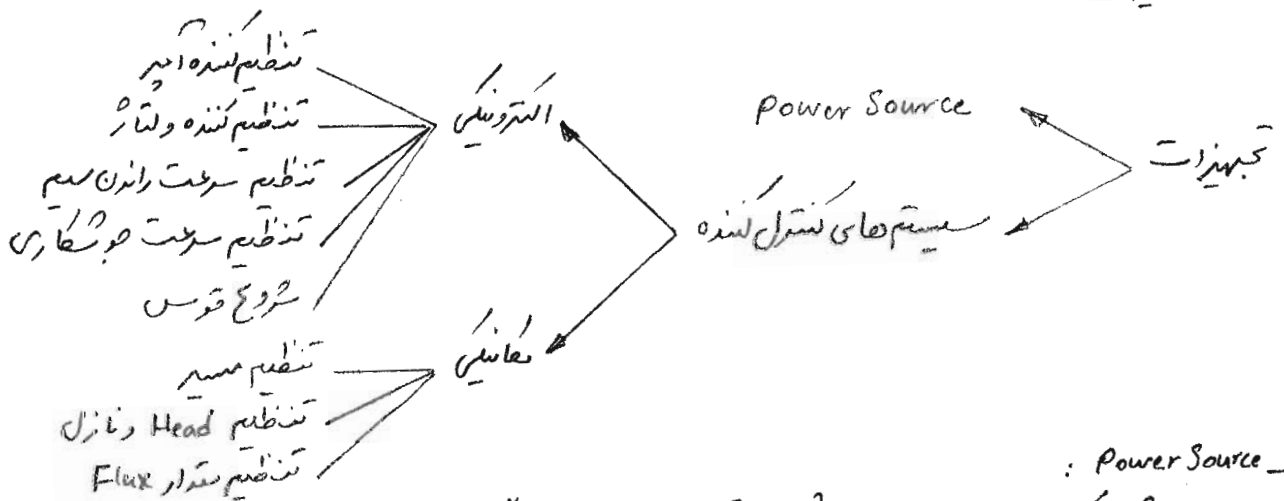 تجهیزات
Power Source
سیستم‌های کنترل کننده
الکترونیکی
تنظیم کننده آمپر
تنظیم کننده ولتاژ
تنظیم سرعت راندن سیم
تنظیم سرعت جوشکاری
شروع قوس
مکانیکی
تنظیم مسیر
تنظیم Head و نازل
تنظیم مقدار Flux
: Power Source _